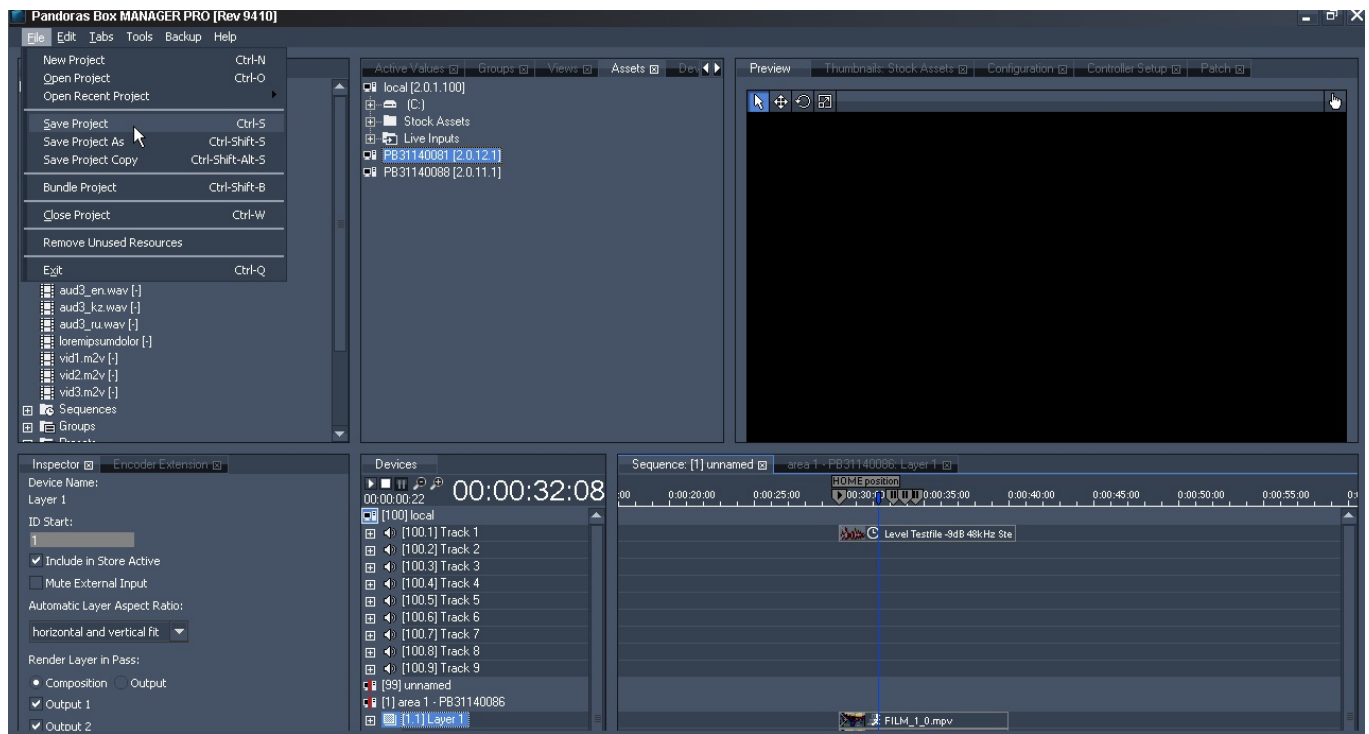 Pandoras Box MANAGER PRO [Rev 9410]
File Edit Tabs Tools Backup Help
New Project Ctrl-N
Open Project Ctrl-O
Open Recent Project
Save Project Ctrl-S
Save Project As Ctrl-Shift-S
Save Project Copy Ctrl-Shift-Alt-S
Bundle Project Ctrl-Shift-B
Close Project Ctrl-W
Remove Unused Resources
Exit Ctrl-Q
aud3_en.wav [-]
aud3_kz.wav [-]
aud3_ru.wav [-]
loremipsumdolor [-]
vid1.m2v [-]
vid2.m2v [-]
vid3.m2v [-]
Sequences
Groups
Active Values Groups Views Assets Dev
local [2.0.1.100]
(C:)
Stock Assets
Live Inputs
PB31140081 [2.0.12.1]
PB31140088 [2.0.11.1]
Preview Thumbnails: Stock Assets Configuration Controller Setup Patch
Inspector Encoder Extension
Device Name:
Layer 1
ID Start:
1
Include in Store Active
Mute External Input
Automatic Layer Aspect Ratio:
horizontal and vertical fit
Render Layer in Pass:
Composition Output
Output 1
Output 2
Devices
00:00:00:22 00:00:32:08
[100] local
[100.1] Track 1
[100.2] Track 2
[100.3] Track 3
[100.4] Track 4
[100.5] Track 5
[100.6] Track 6
[100.7] Track 7
[100.8] Track 8
[100.9] Track 9
[99] unnamed
[1] area 1 - PB31140086
[1.1] Layer 1
Sequence: [1] unnamed area 1 - PB31140086: Layer 1
HOME position
:00 0:00:20:00 0:00:25:00 0:00:35:00 0:00:40:00 0:00:45:00 0:00:50:00 0:00:55:00
Level Testfile -9dB 48kHz Ste
FILM_1_0.mpv